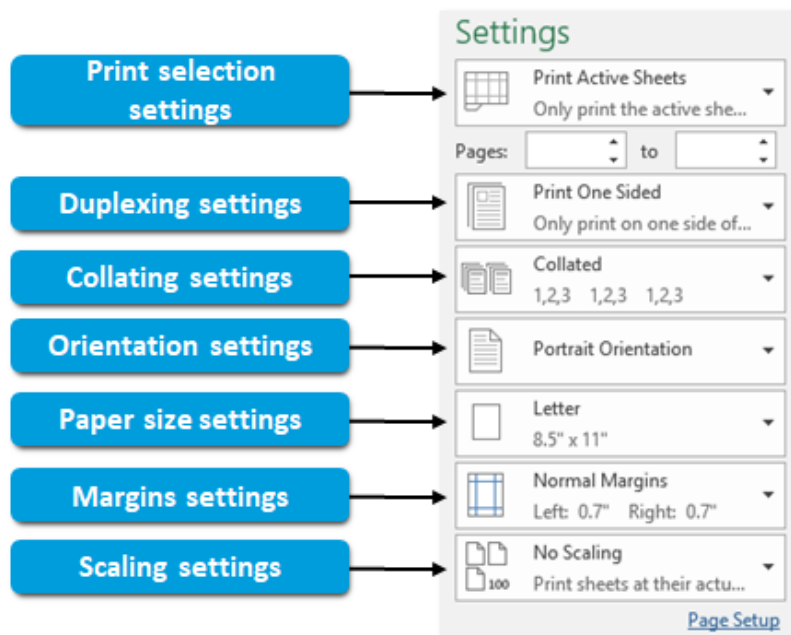 Settings
Print selection
settings
Print Active Sheets
Only print the active she...
Pages:
to
Duplexing settings
Print One Sided
Only print on one side of...
Collating settings
Collated
1,2,3 1,2,3 1,2,3
Orientation settings
Portrait Orientation
Paper size settings
Letter
8.5" x 11"
Margins settings
Normal Margins
Left: 0.7" Right: 0.7"
Scaling settings
No Scaling
100
Print sheets at their actu...
Page Setup